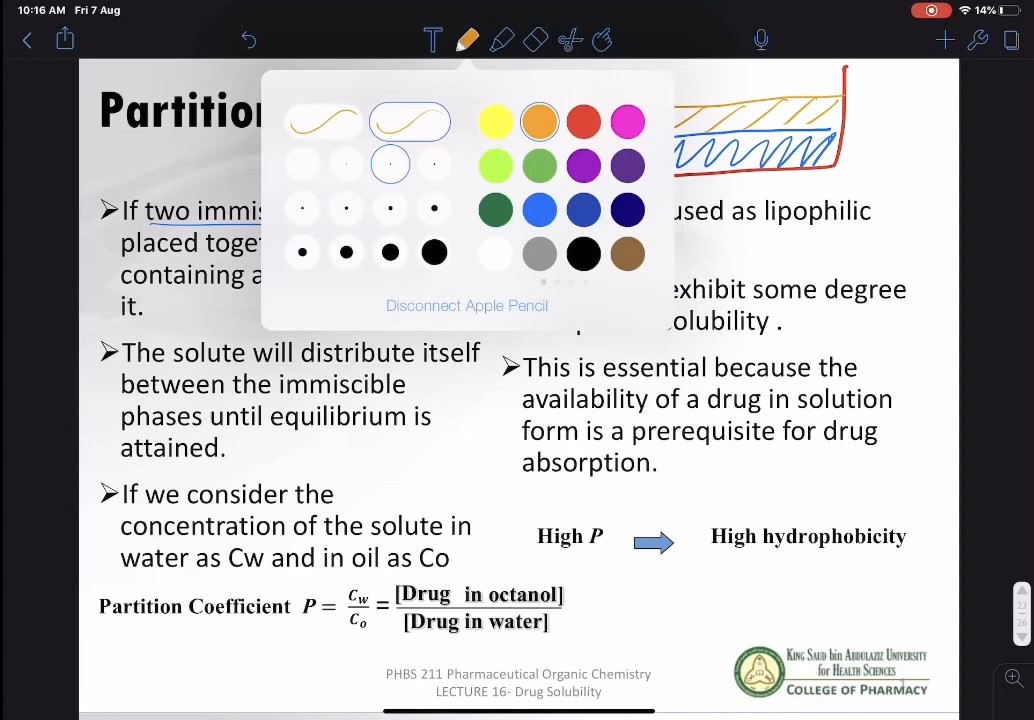 10:16 AM Fri 7 Aug
14%
If two
placed
containing a
it.
The solute will distribute itself
between the immiscible
phases until equilibrium is
attained.
If we consider the
concentration of the solute in
water as Cw and in oil as Co
Disconnect Apple Pencil
used as lipophilic
exhibit some degree
This is essential because the
availability of a drug in solution
form is a prerequisite for drug
absorption.
High P High hydrophobicity
Partition Coefficient P = Cw/Co = [Drug in octanol]/[Drug in water]
PHBS 211 Pharmaceutical Organic Chemistry
LECTURE 16- Drug Solubility
KING SAUD bin ABDULAZIZ UNIVERSITY
for HEALTH SCIENCES
COLLEGE OF PHARMACY
23
26